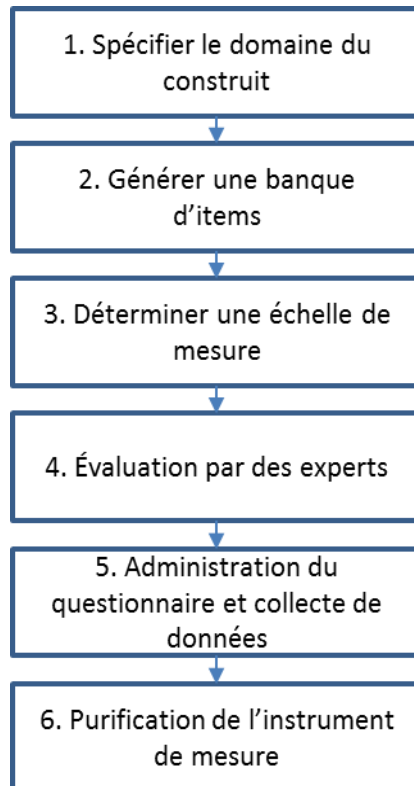 1. Spécifier le domaine du
construit
2. Générer une banque
d’items
3. Déterminer une échelle de
mesure
4. Évaluation par des experts
5. Administration du
questionnaire et collecte de
données
6. Purification de l’instrument
de mesure